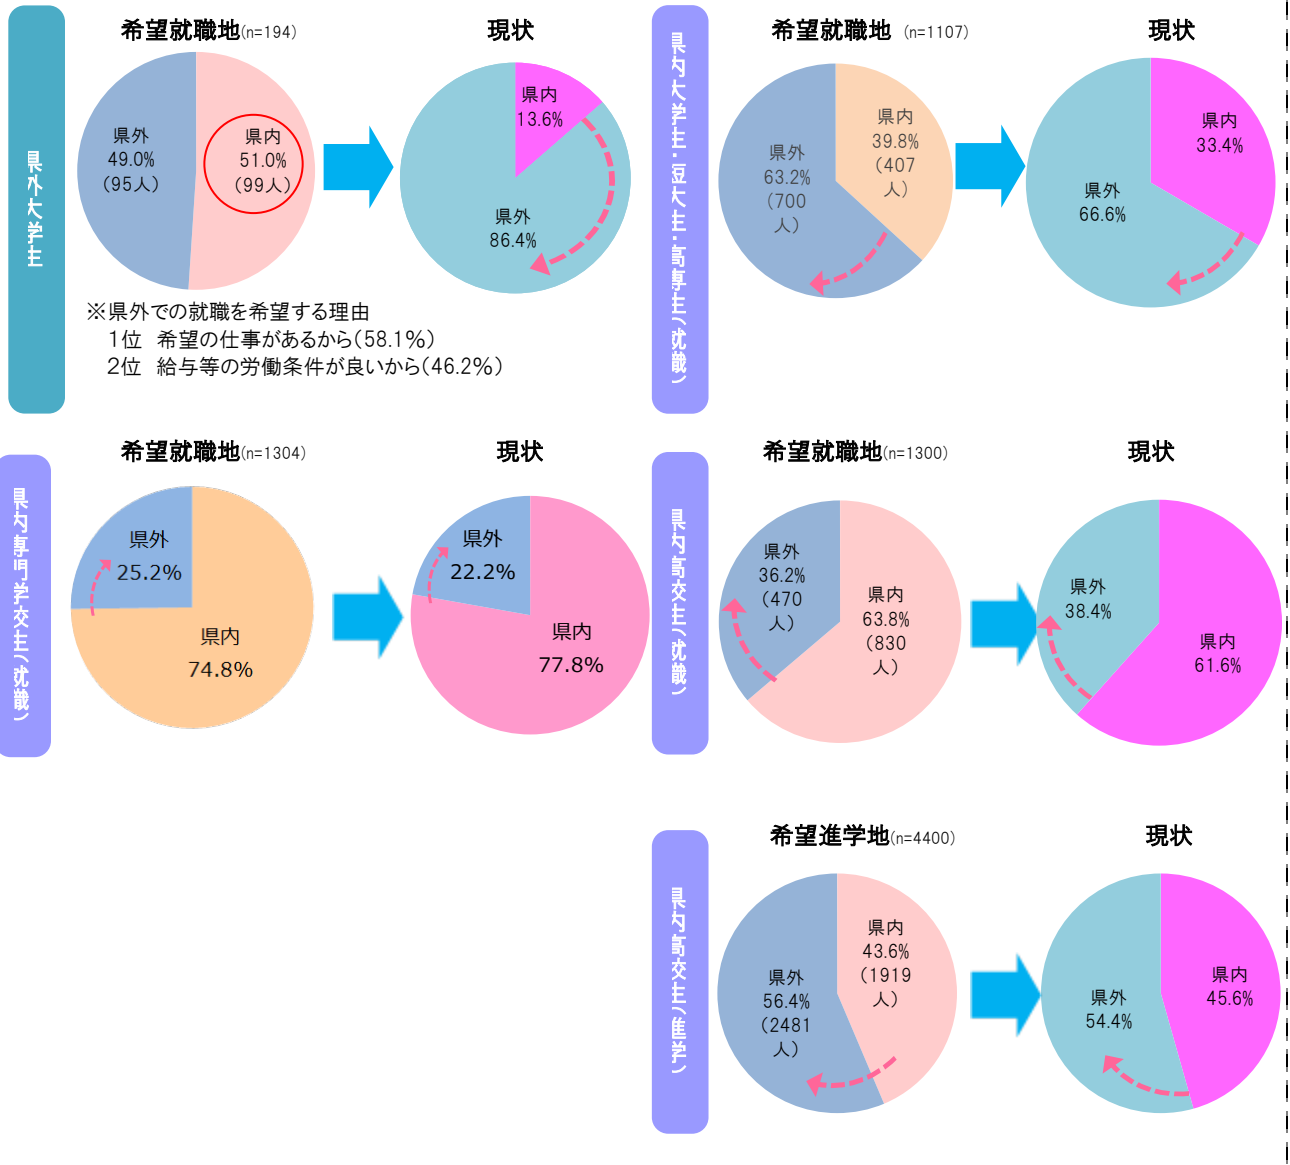 県外大学生
希望就職地(n=194)
県外
49.0%
(95人)
県内
51.0%
(99人)
現状
県内
13.6%
県外
86.4%
※県外での就職を希望する理由
1位 希望の仕事があるから(58.1%)
2位 給与等の労働条件が良いから(46.2%)
県内大学生・短大生・高専生(就職)
希望就職地 (n=1107)
県外
63.2%
(700
人)
県内
39.8%
(407
人)
現状
県内
33.4%
県外
66.6%
県内専門学校生(就職)
希望就職地(n=1304)
県外
25.2%
県内
74.8%
現状
県外
22.2%
県内
77.8%
県内高校生(就職)
希望就職地(n=1300)
県外
36.2%
(470
人)
県内
63.8%
(830
人)
現状
県外
38.4%
県内
61.6%
県内高校生(進学)
希望進学地(n=4400)
県外
56.4%
(2481
人)
県内
43.6%
(1919
人)
現状
県外
54.4%
県内
45.6%